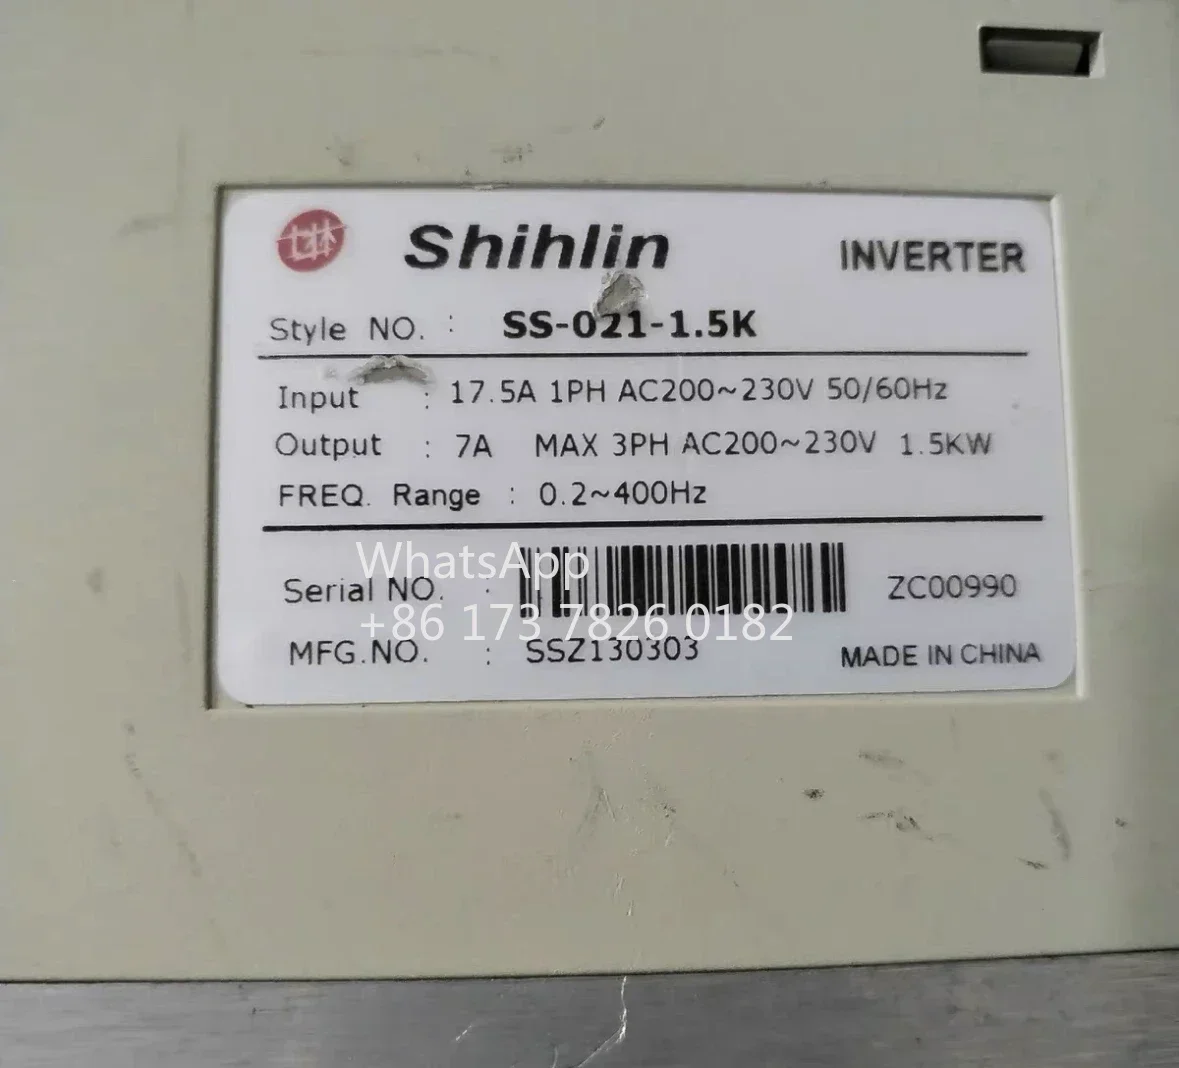 士林 Shihlin INVERTER
Style NO. : SS-021-1.5K
Input : 17.5A 1PH AC200~230V 50/60Hz
Output : 7A MAX 3PH AC200~230V 1.5KW
FREQ. Range : 0.2~400Hz
WhatsApp
Serial NO. : ZC00990
+86 173 7826 0182
MFG.NO. : SSZ130303 MADE IN CHINA